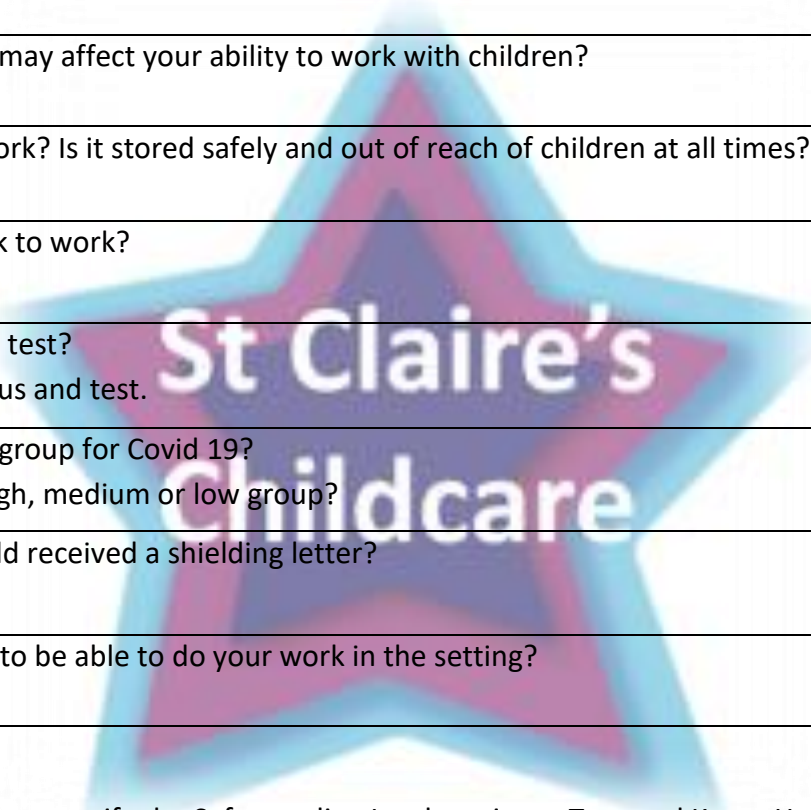 may affect your ability to work with children?
ork? Is it stored safely and out of reach of children at all times?
k to work?
test?
us and test.
St Claire's
group for Covid 19?
gh, medium or low group?
Childcare
ld received a shielding letter?
to be able to do your work in the setting?